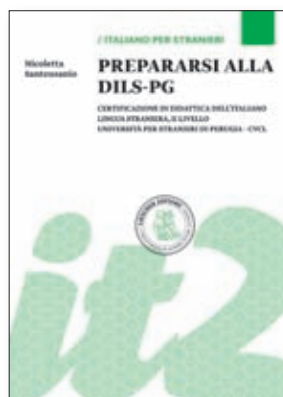 / ITALIANO PER STRANIERI
Nicoletta
Santeusanio
PREPARARSI ALLA
DILS-PG
CERTIFICAZIONE IN DIDATTICA DELL'ITALIANO
LINGUA STRANIERA, II LIVELLO
UNIVERSITÀ PER STRANIERI DI PERUGIA - CVCL
it2